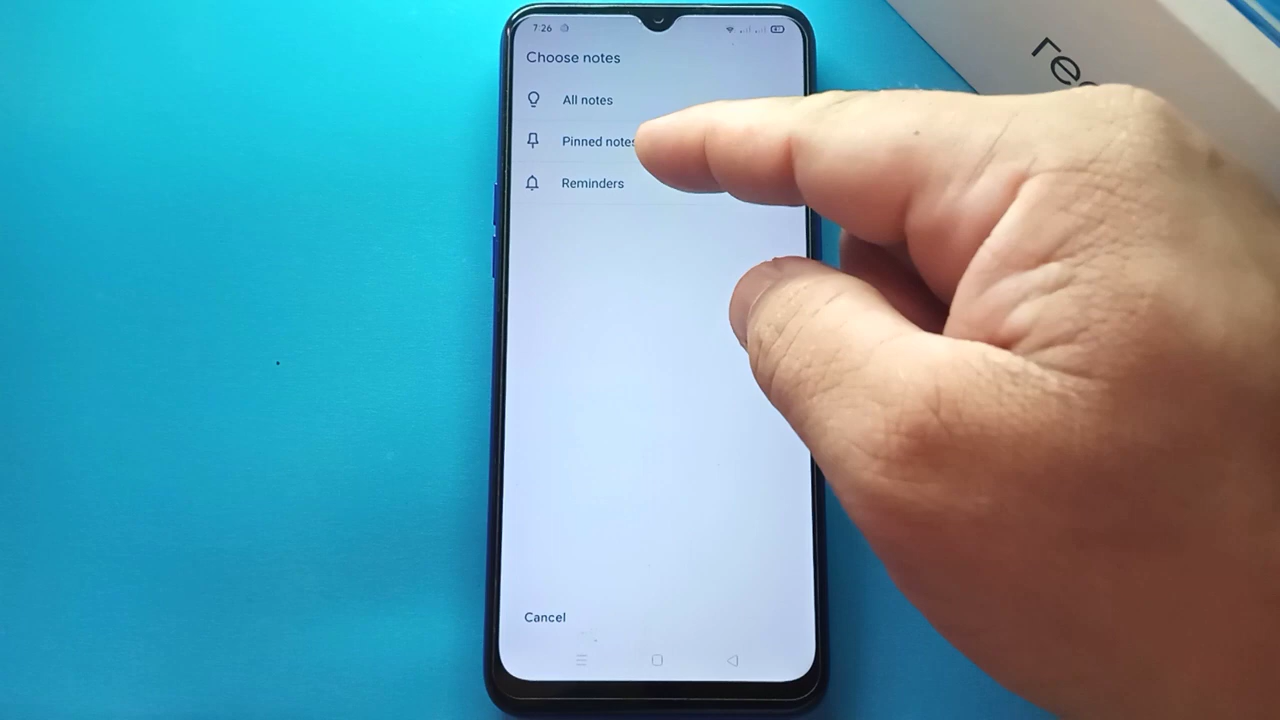 7:26
Choose notes
All notes
Pinned notes
Reminders
Cancel